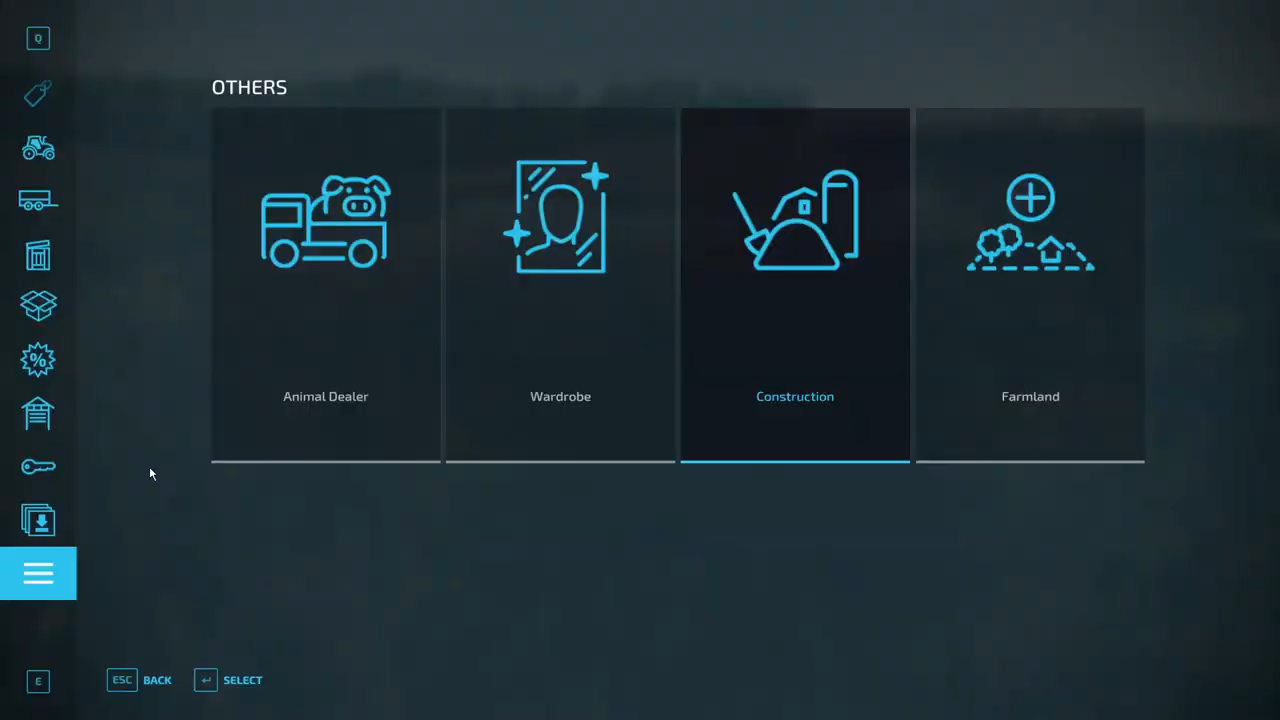 Q
OTHERS
%
Animal Dealer
Wardrobe
Construction
Farmland
E
ESC BACK
SELECT